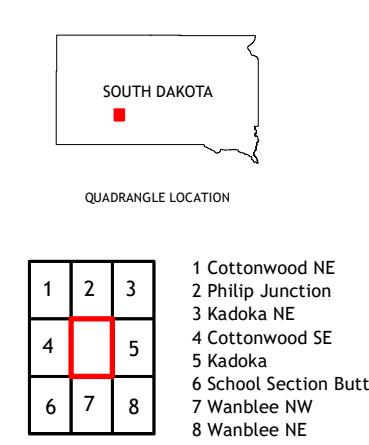 SOUTH DAKOTA
QUADRANGLE LOCATION
1 2 3
4 5
6 7 8
1 Cottonwood NE
2 Philip Junction
3 Kadoka NE
4 Cottonwood SE
5 Kadoka
6 School Section Butt
7 Wanblee NW
8 Wanblee NE